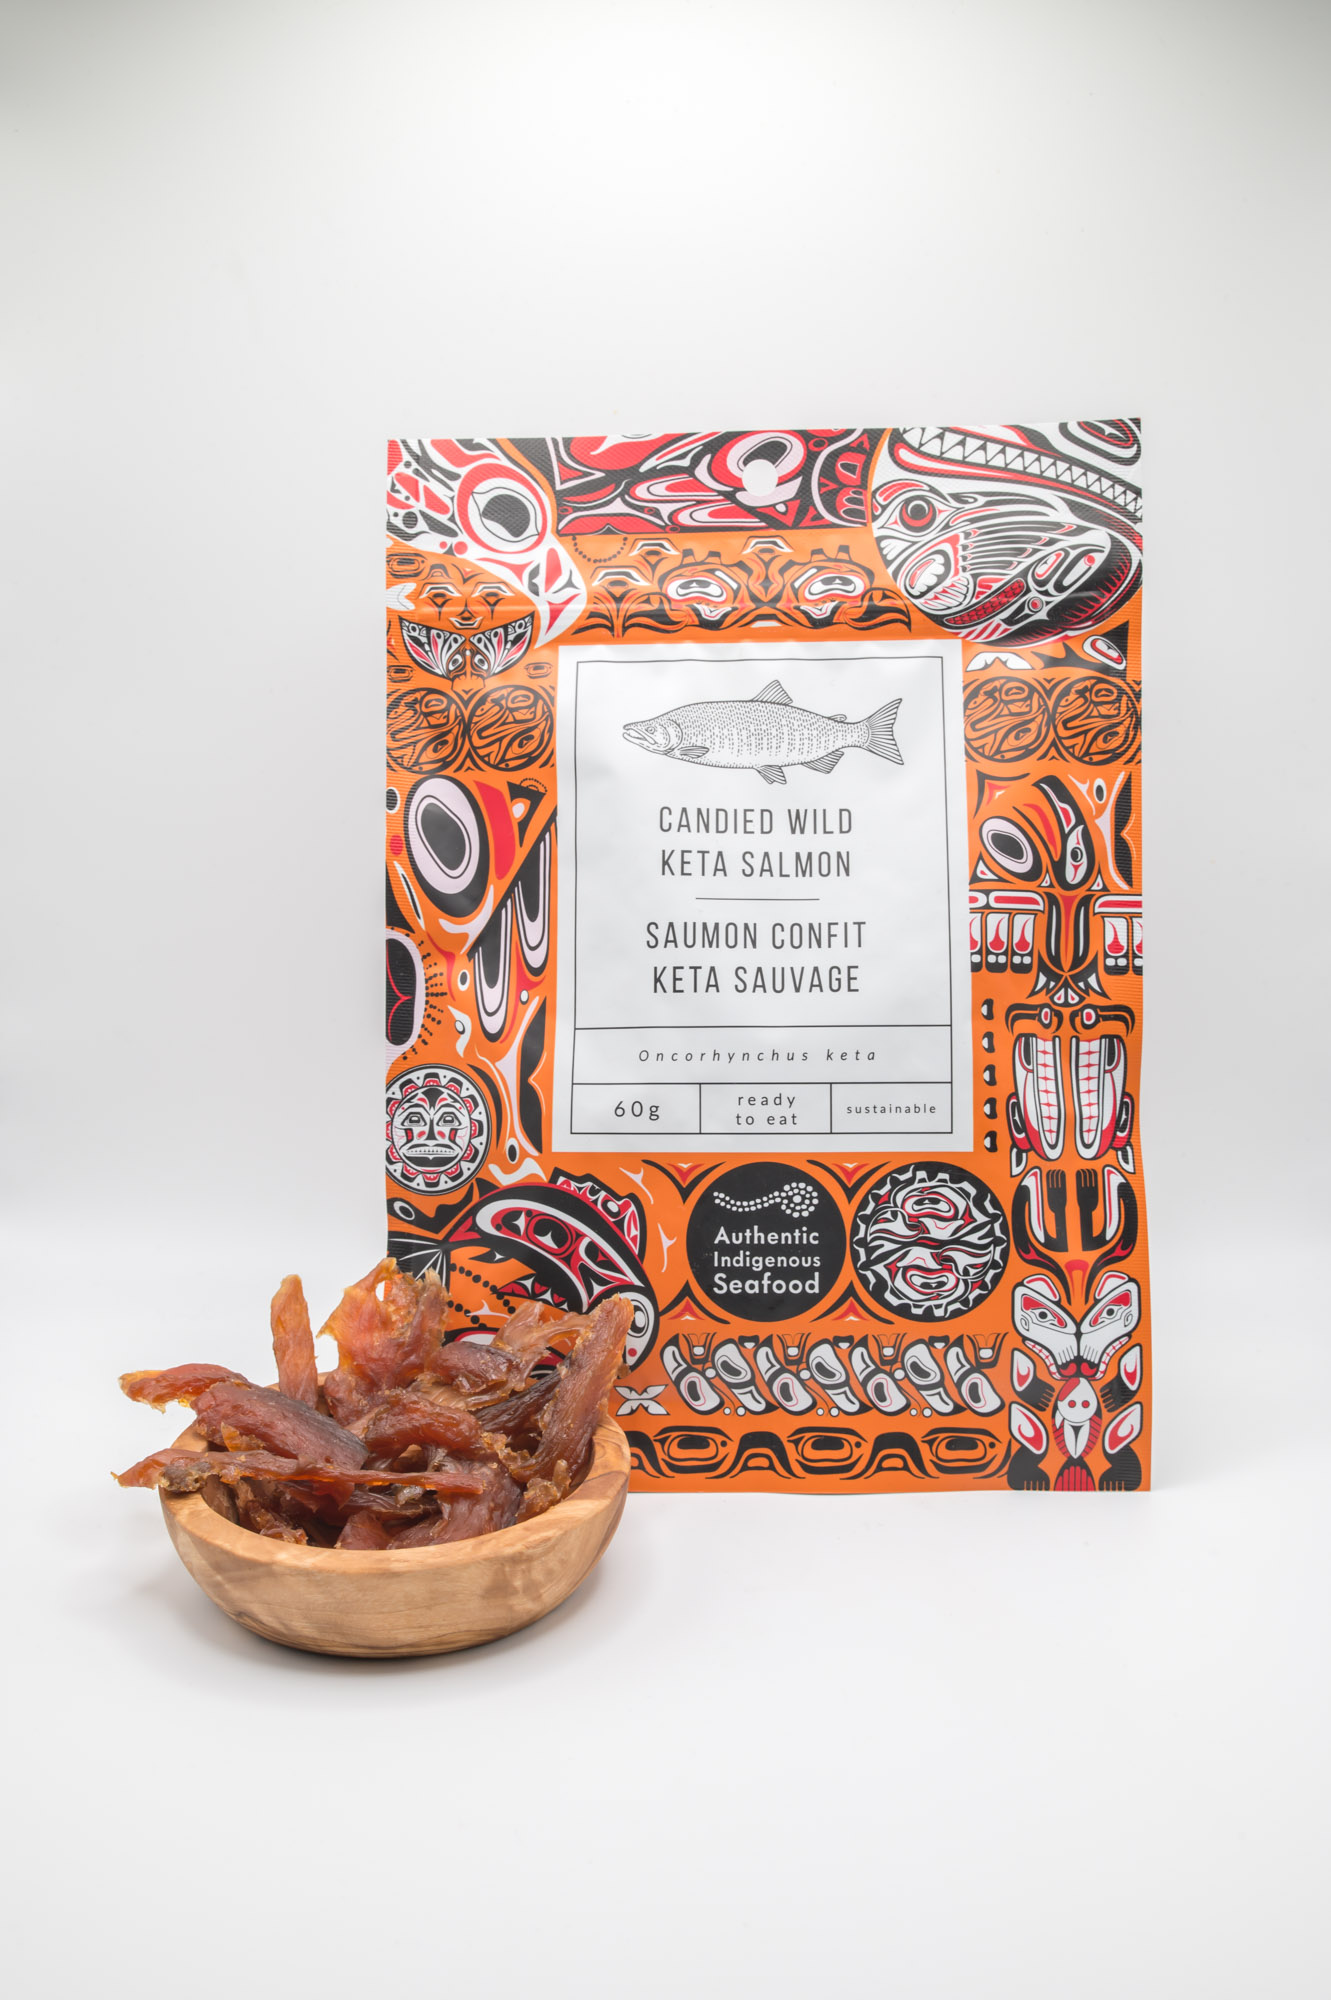 CANDIED WILD
KETA SALMON
SAUMON CONFIT
KETA SAUVAGE
Oncorhynchus keta
60g
ready
to eat
sustainable
Authentic
Indigenous
Seafood